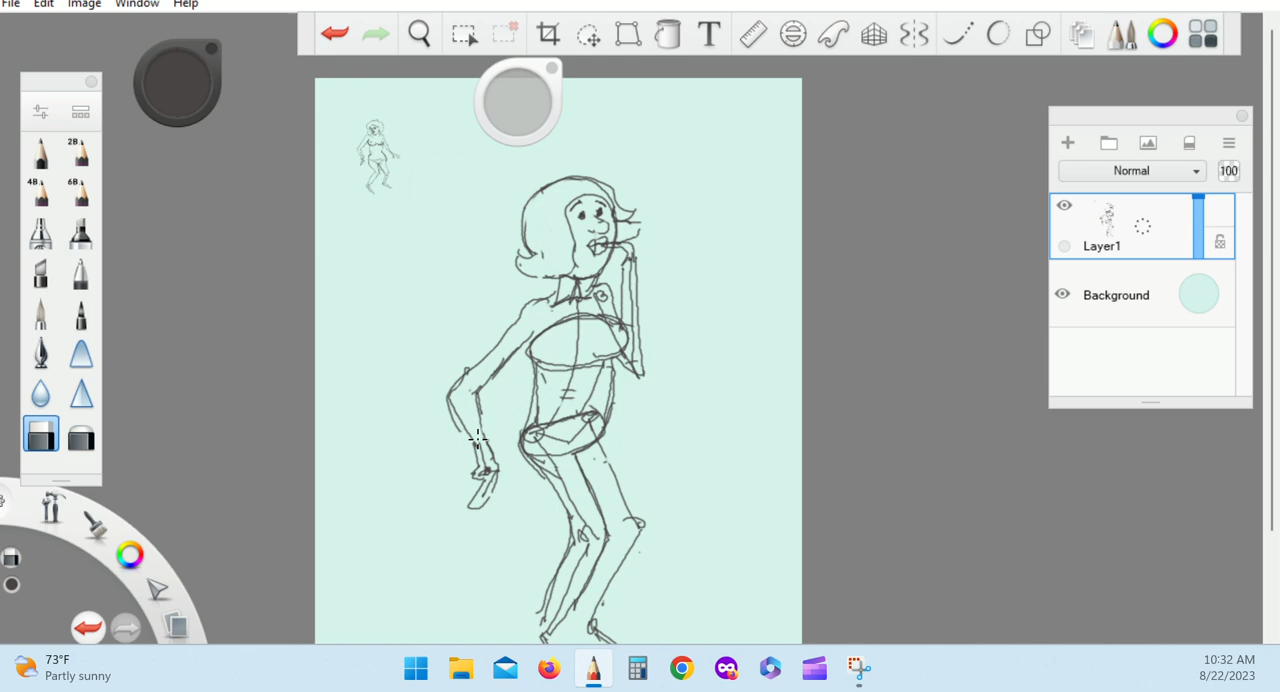 File Edit Image Window Help
T
2B
4B 6B
Normal 100
Layer1
Background
73°F
Partly sunny
10:32 AM
8/22/2023